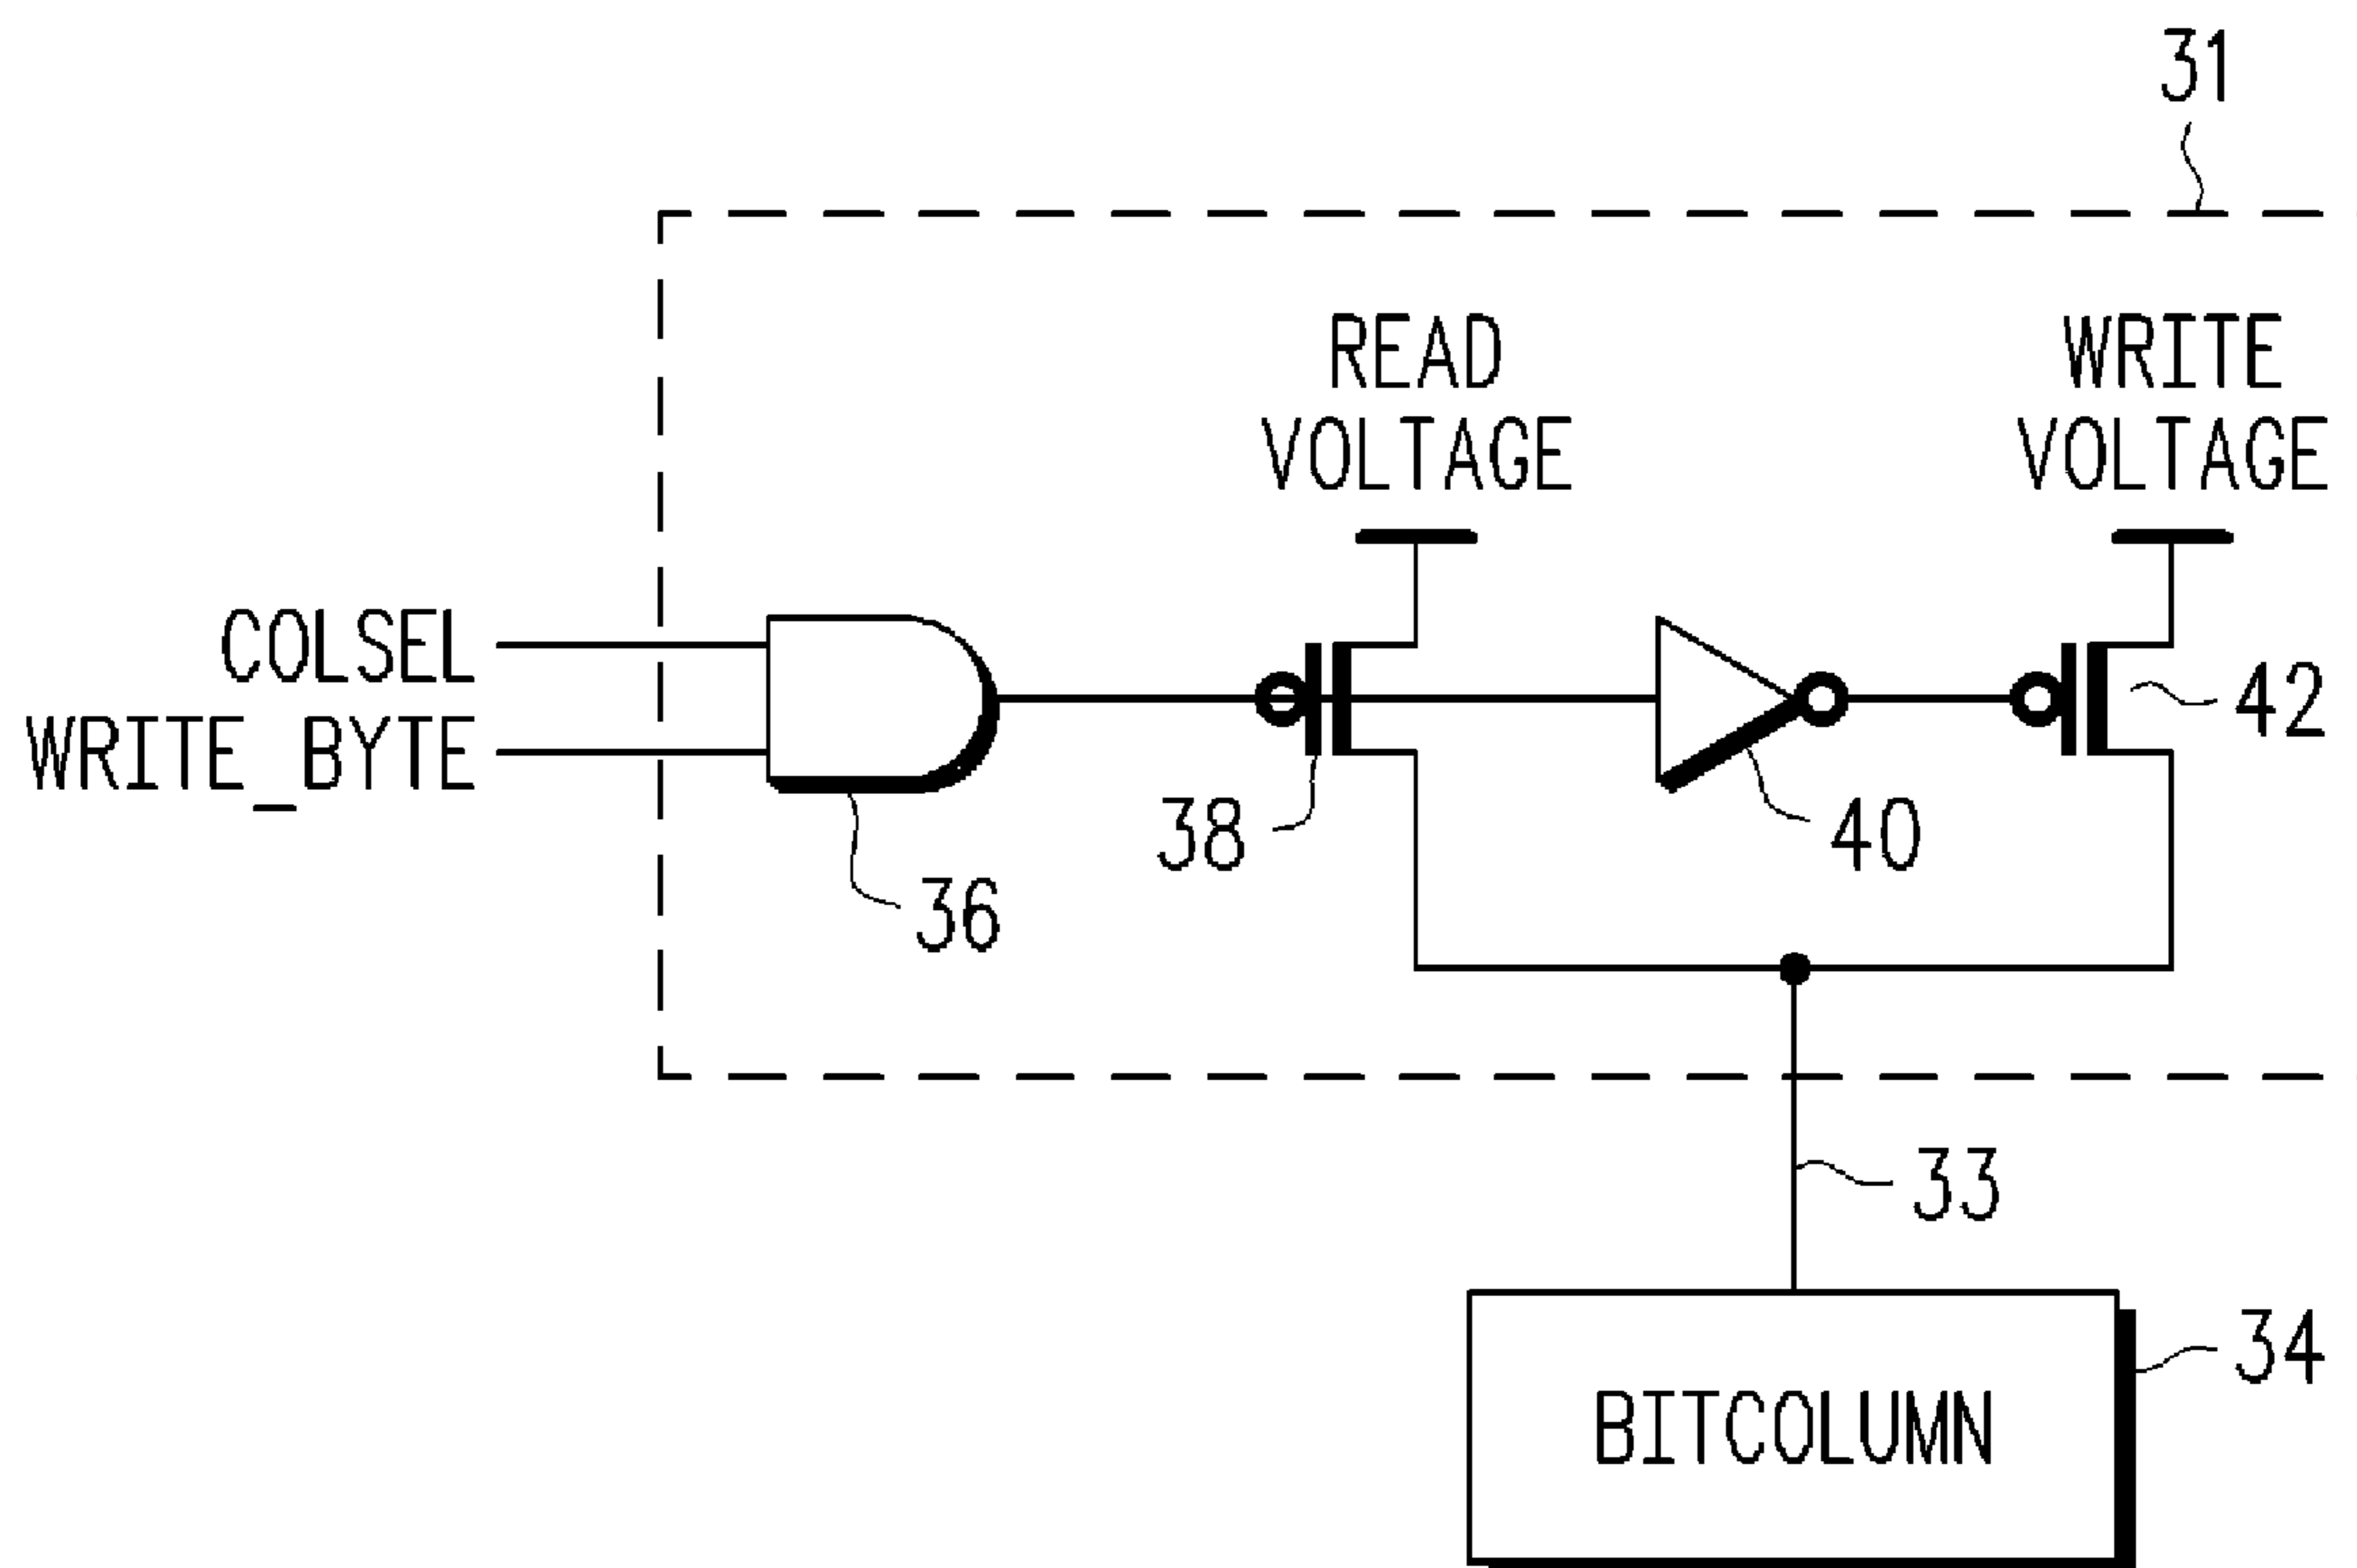 31
READ
VOLTAGE
WRITE
VOLTAGE
COLSEL
WRITE_BYTE
42
38
40
36
33
34
BITCOLUMN